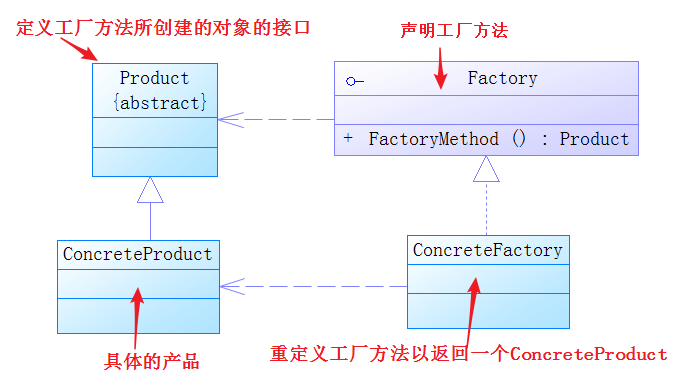 定义工厂方法所创建的对象的接口
声明工厂方法
Product
{abstract}
Factory
+ FactoryMethod () : Product
ConcreteProduct
ConcreteFactory
具体的产品
重定义工厂方法以返回一个ConcreteProduct